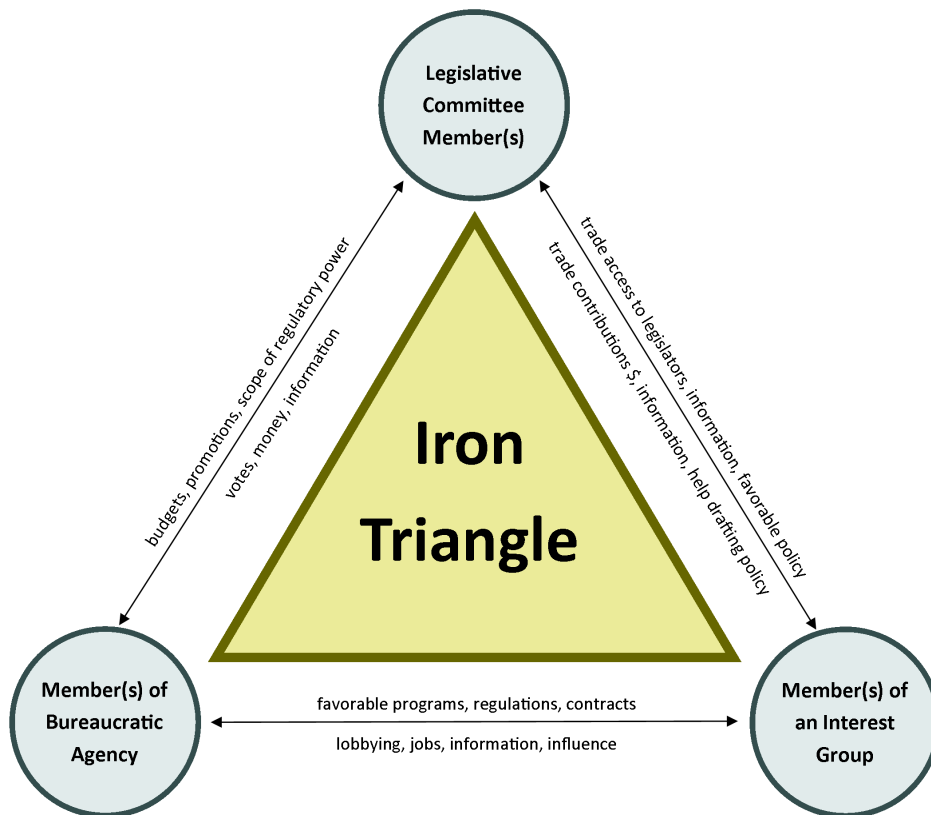 Legislative
Committee
Member(s)
budgets, promotions, scope of regulatory power
votes, money, information
trade access to legislators, information, favorable policy
trade contributions $, information, help drafting policy
Iron
Triangle
Member(s) of
Bureaucratic
Agency
favorable programs, regulations, contracts
lobbying, jobs, information, influence
Member(s) of
an Interest
Group